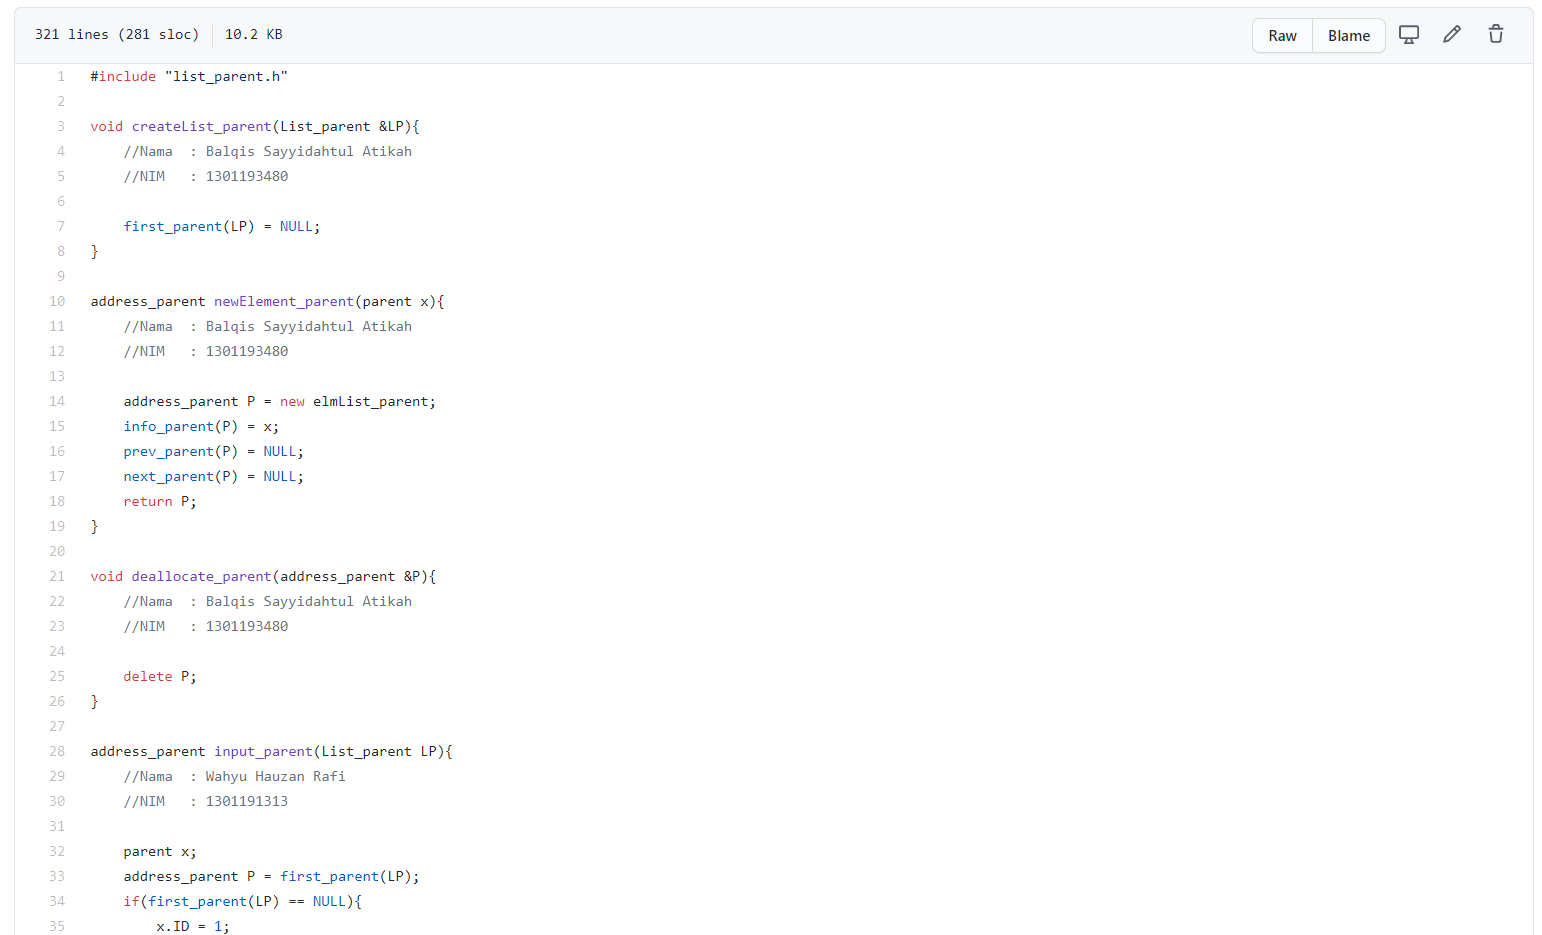 321 lines (281 sloc) 10.2 KB Raw Blame
1 #include "list_parent.h"
2
3 void createList_parent(List_parent &LP){
4     //Nama  : Balqis Sayyidahtul Atikah
5     //NIM   : 1301193480
6
7     first_parent(LP) = NULL;
8 }
9
10 address_parent newElement_parent(parent x){
11     //Nama  : Balqis Sayyidahtul Atikah
12     //NIM   : 1301193480
13
14     address_parent P = new elmList_parent;
15     info_parent(P) = x;
16     prev_parent(P) = NULL;
17     next_parent(P) = NULL;
18     return P;
19 }
20
21 void deallocate_parent(address_parent &P){
22     //Nama  : Balqis Sayyidahtul Atikah
23     //NIM   : 1301193480
24
25     delete P;
26 }
27
28 address_parent input_parent(List_parent LP){
29     //Nama  : Wahyu Hauzan Rafi
30     //NIM   : 1301191313
31
32     parent x;
33     address_parent P = first_parent(LP);
34     if(first_parent(LP) == NULL){
35         x.ID = 1;